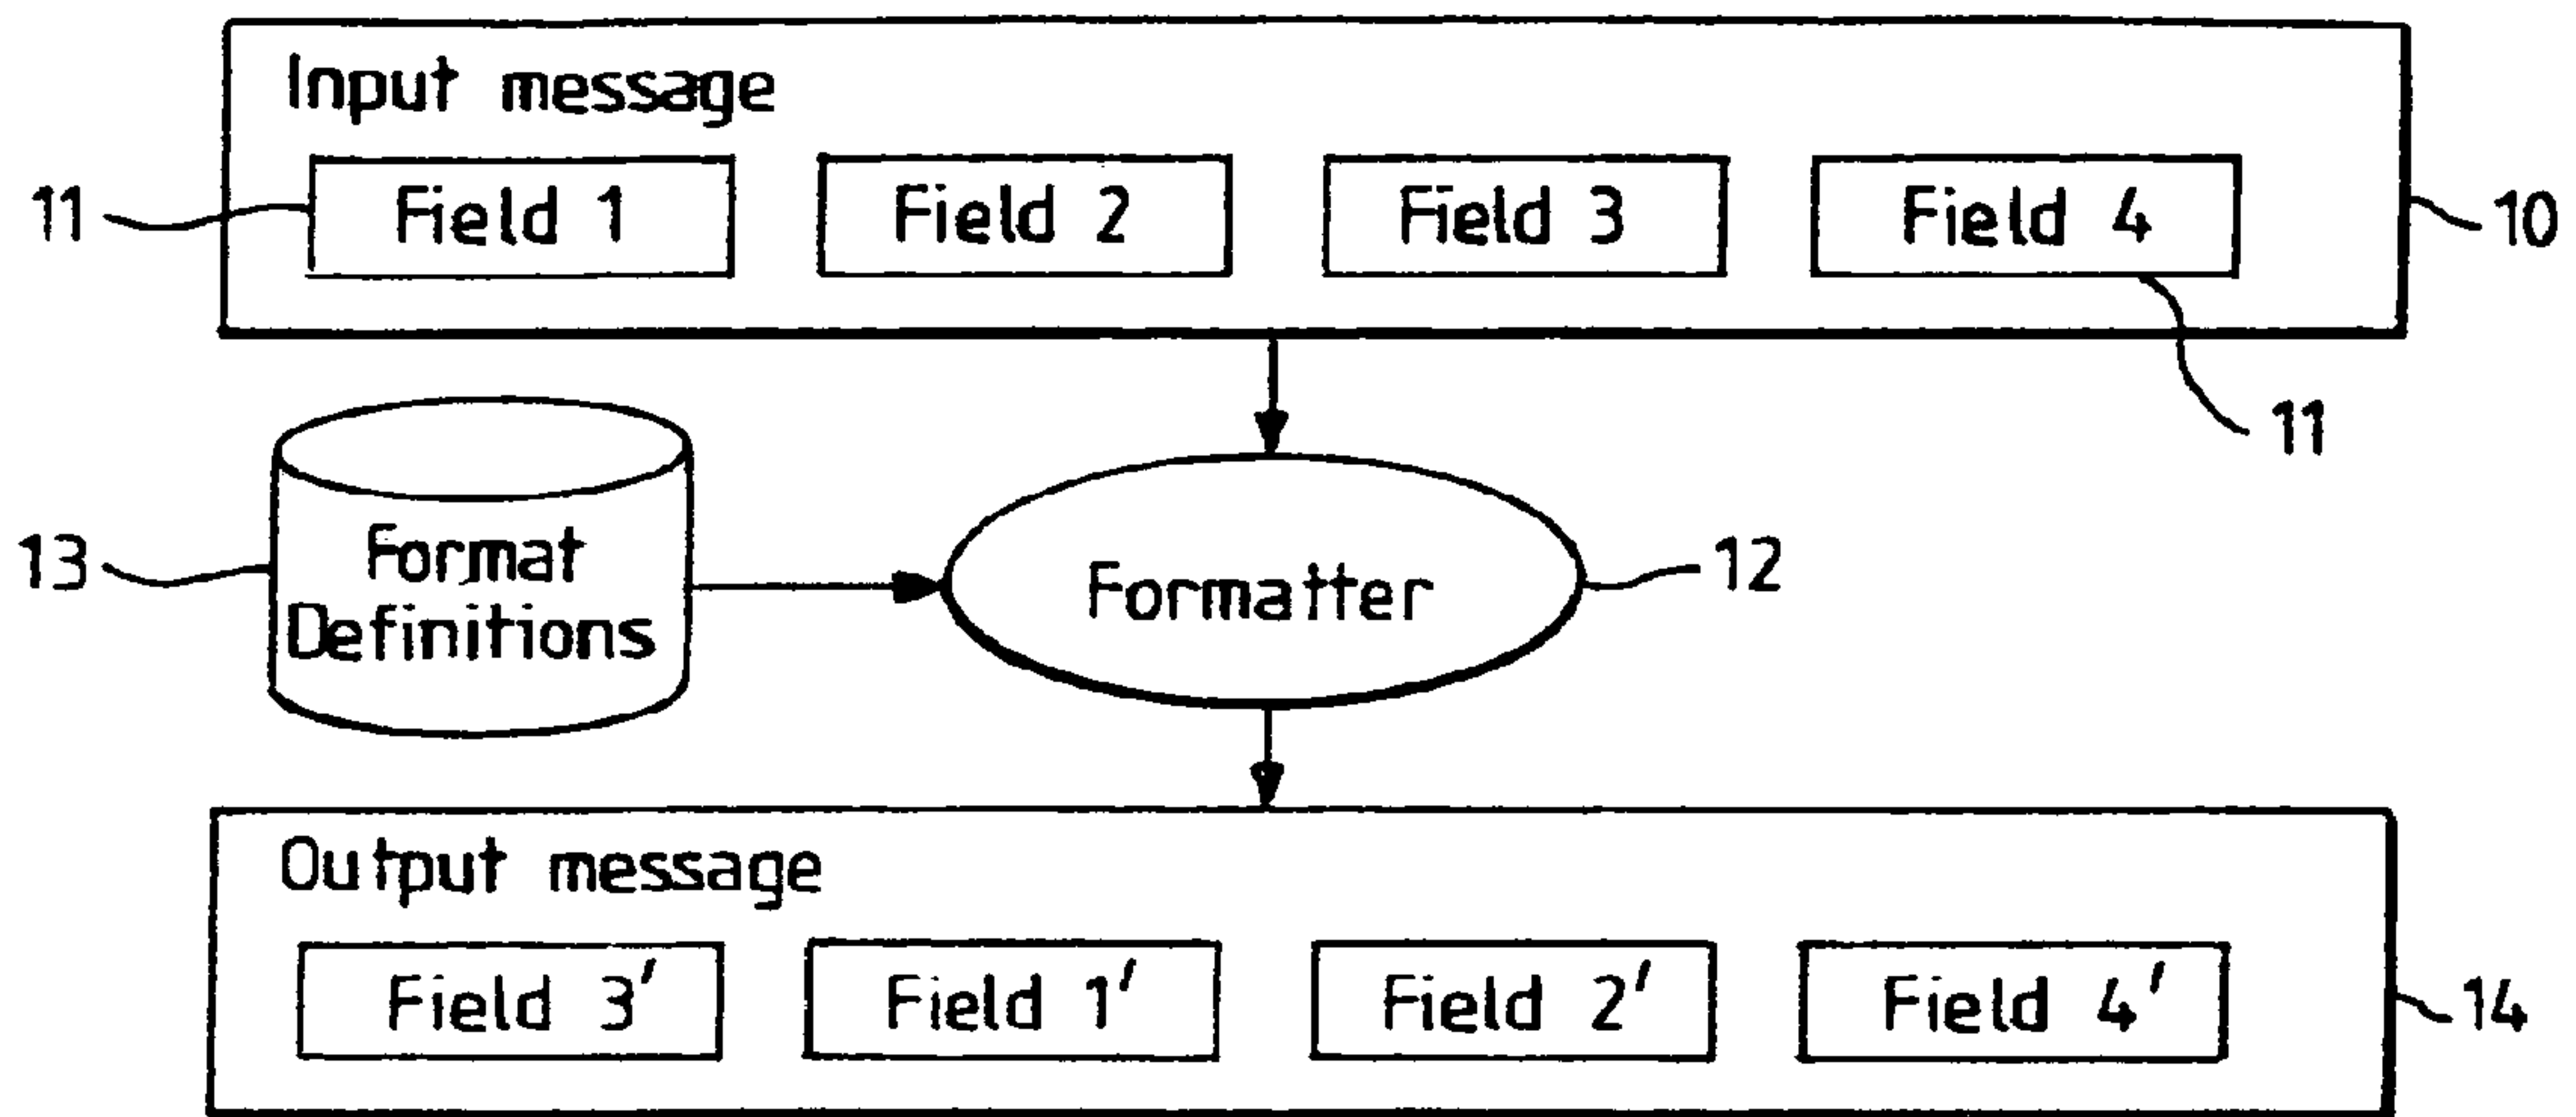 Input message
11 Field 1 Field 2 Field 3 Field 4 10
11
13 Format Definitions Formatter 12
Output message
Field 3′ Field 1′ Field 2′ Field 4′ 14